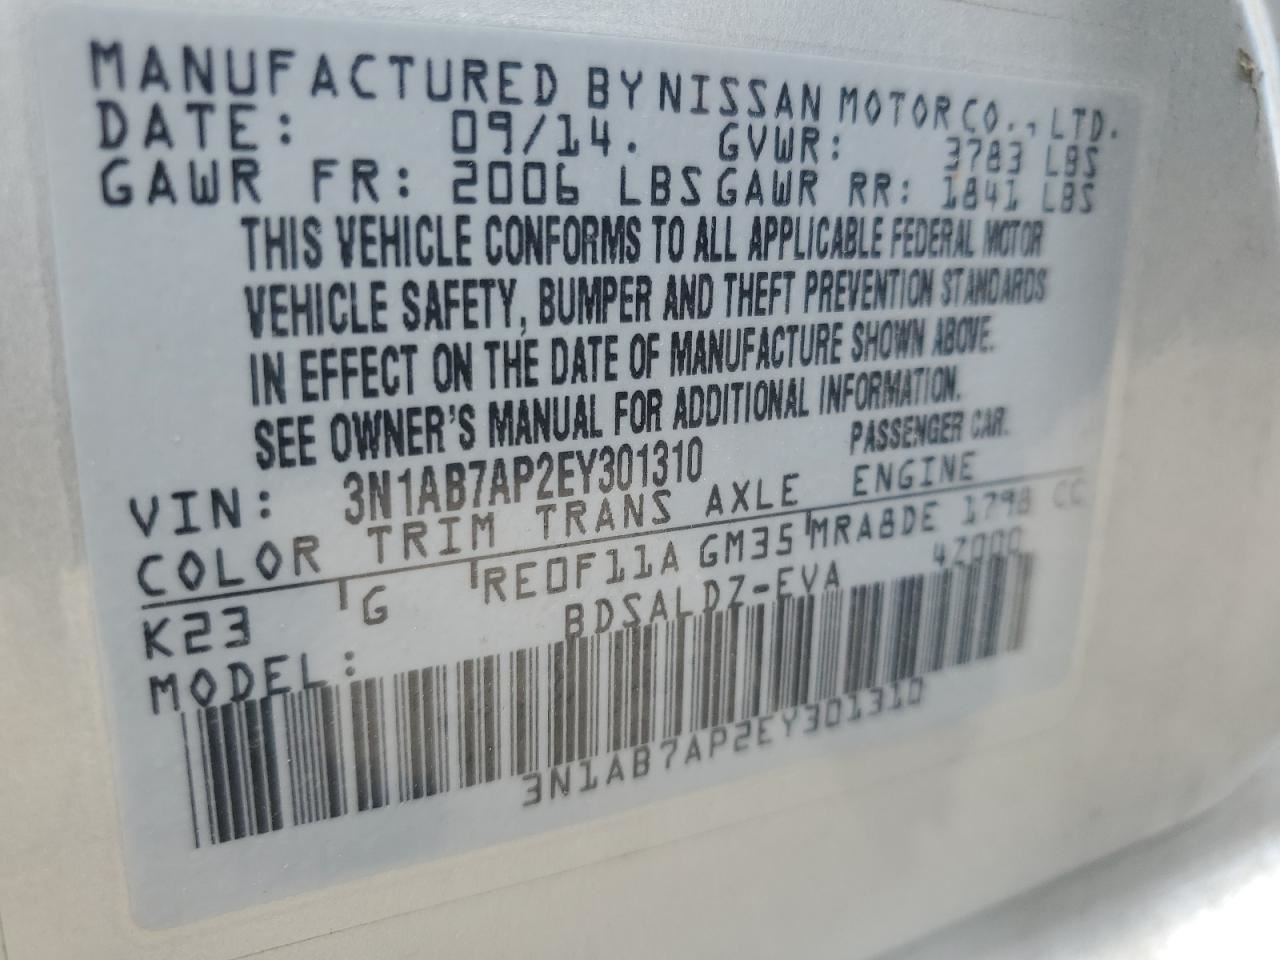 MANUFACTURED BY NISSAN MOTOR CO., LTD.
DATE: 09/14. GVWR: 3783 LBS
GAWR FR: 2006 LBS GAWR RR: 1841 LBS
THIS VEHICLE CONFORMS TO ALL APPLICABLE FEDERAL MOTOR
VEHICLE SAFETY, BUMPER AND THEFT PREVENTION STANDARDS
IN EFFECT ON THE DATE OF MANUFACTURE SHOWN ABOVE.
SEE OWNER'S MANUAL FOR ADDITIONAL INFORMATION.
VIN: 3N1AB7AP2EY301310 PASSENGER CAR.
COLOR TRIM TRANS AXLE ENGINE
K23 G RE0F11A GM35 MRA8DE 1798 CC
MODEL: BDSALDZ-EVA 4Z000
3N1AB7AP2EY301310